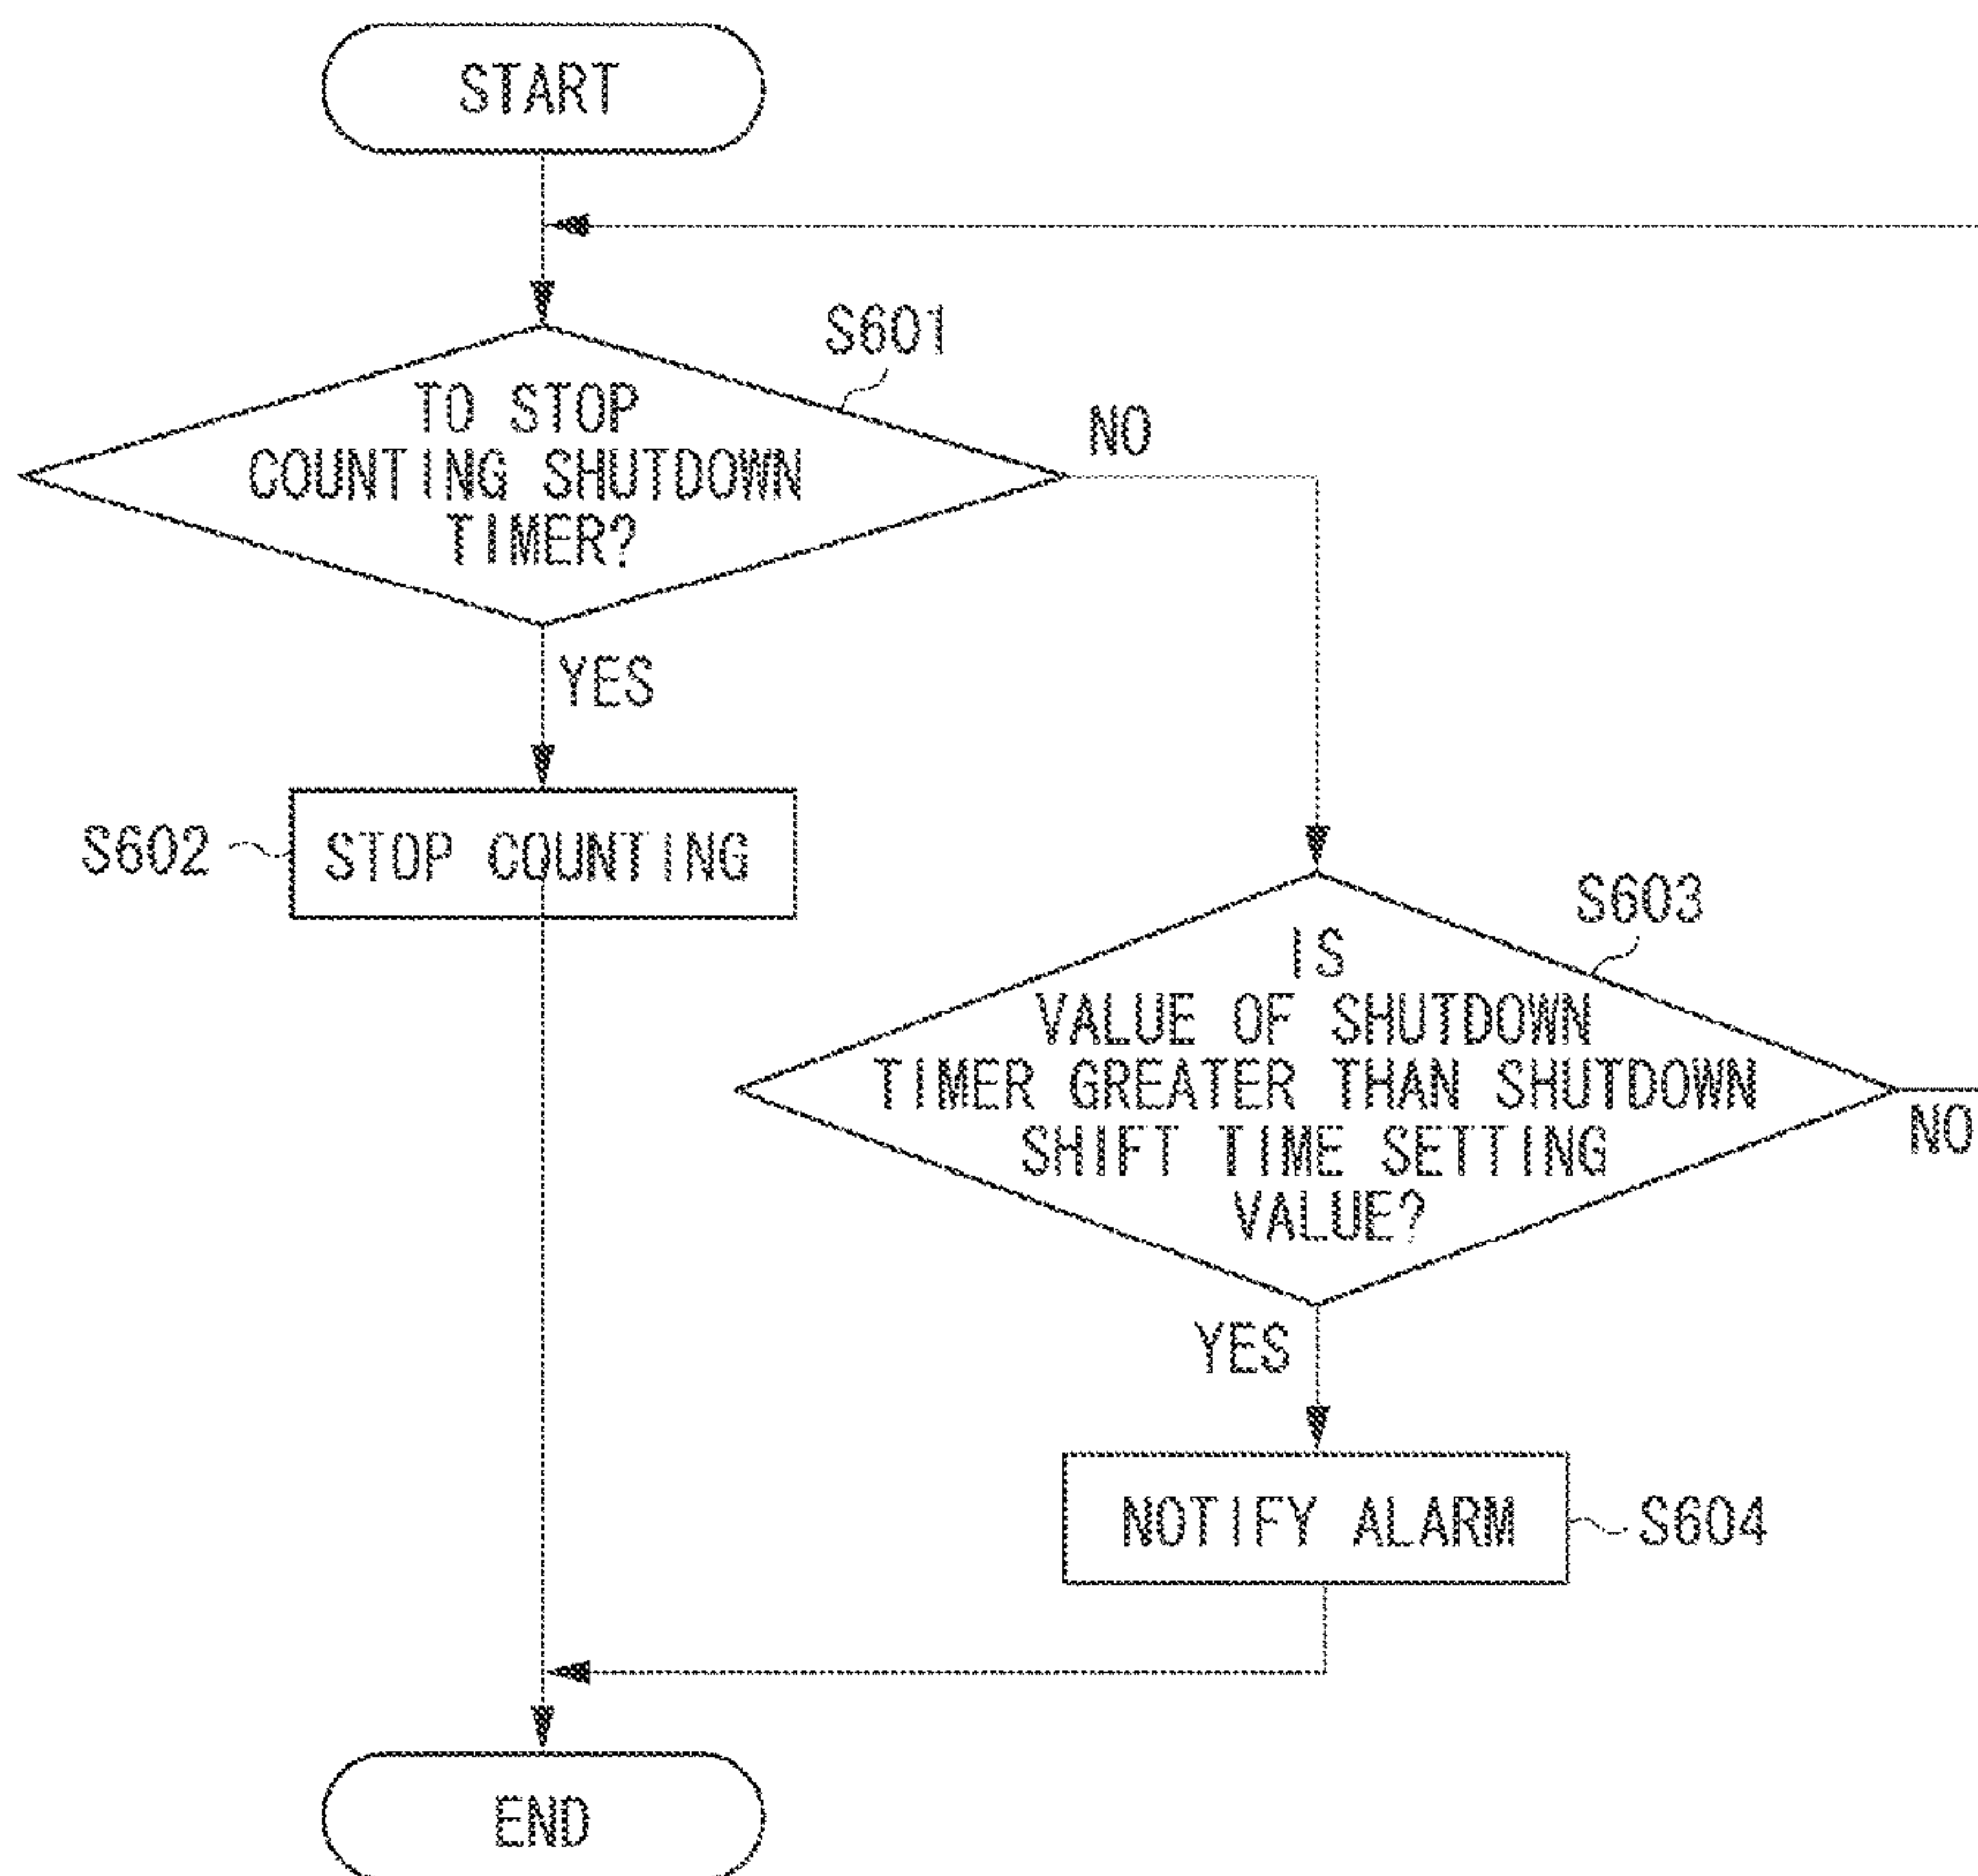 START
S601
TO STOP
COUNTING SHUTDOWN
TIMER?
NO
YES
S602
STOP COUNTING
S603
IS
VALUE OF SHUTDOWN
TIMER GREATER THAN SHUTDOWN
SHIFT TIME SETTING
VALUE?
NO
YES
NOTIFY ALARM
S604
END